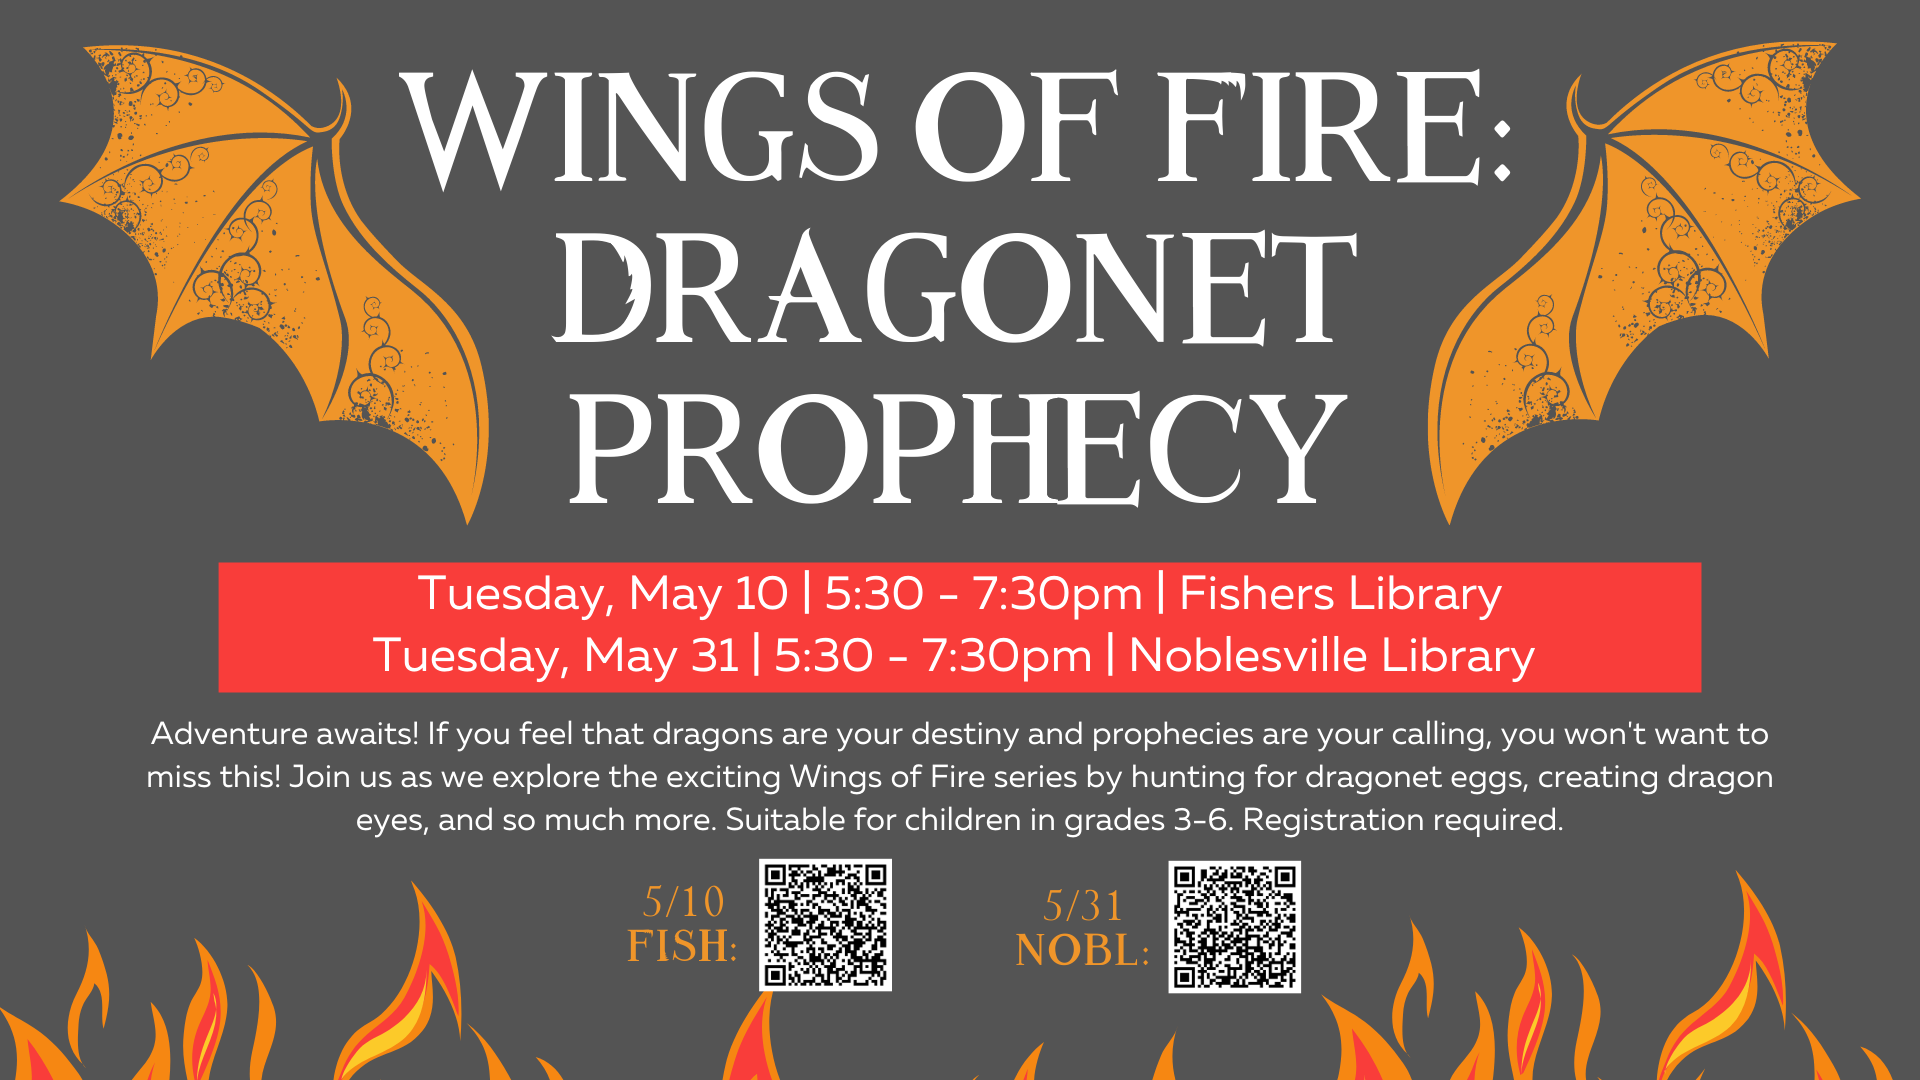 WINGS OF FIRE:
DRAGONET
PROPHECY
Tuesday, May 10 | 5:30 - 7:30pm | Fishers Library
Tuesday, May 31 | 5:30 - 7:30pm | Noblesville Library
Adventure awaits! If you feel that dragons are your destiny and prophecies are your calling, you won't want to
miss this! Join us as we explore the exciting Wings of Fire series by hunting for dragonet eggs, creating dragon
eyes, and so much more. Suitable for children in grades 3-6. Registration required.
5/10
FISH:
5/31
NOBL: